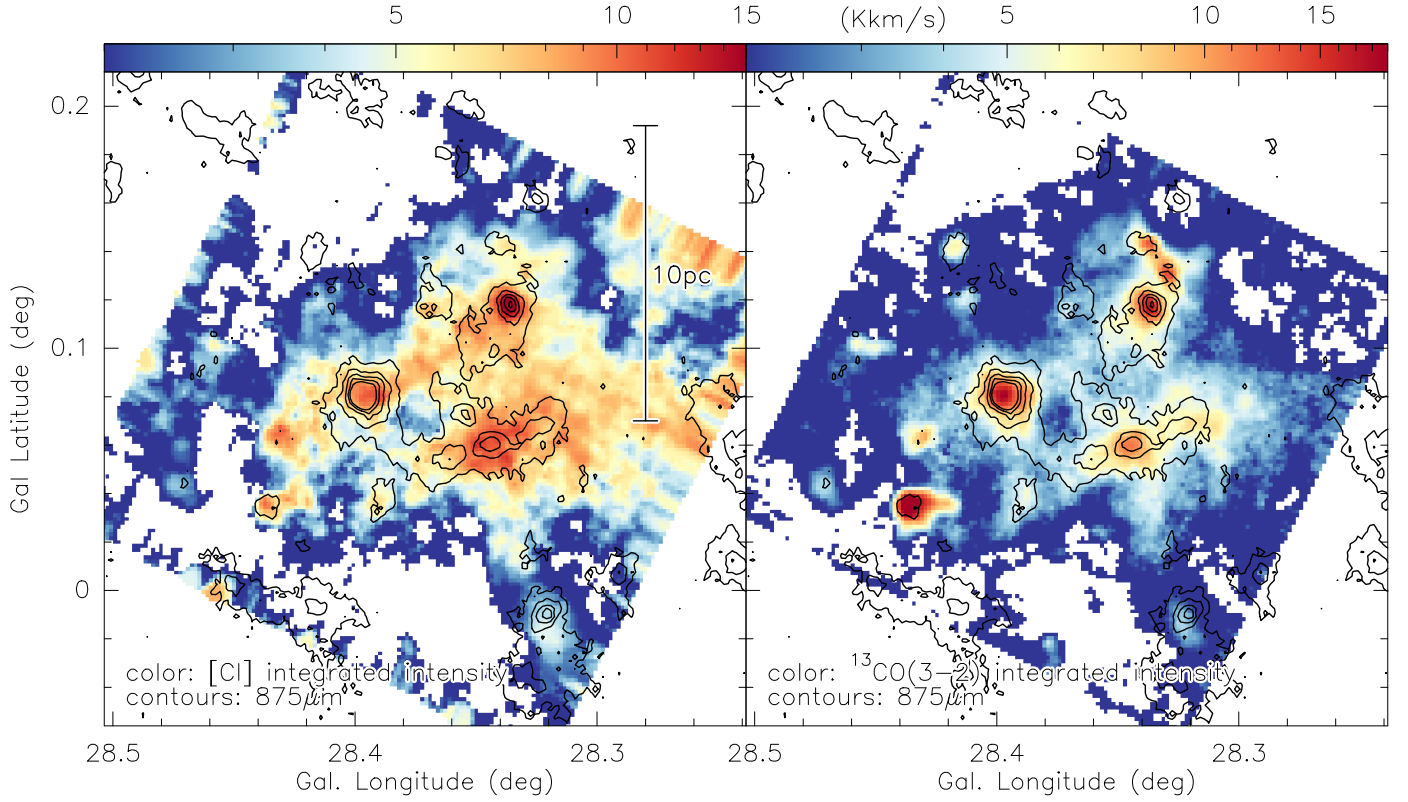 5 10 15 (Kkm/s) 5 10 15
0.2
10pc
Gal Latitude (deg)
0.1
0
color: [CI] integrated intensity color: ¹³CO(3−2) integrated intensity
contours: 875μm contours: 875μm
28.5 28.4 28.3 28.4 28.3
Gal. Longitude (deg) Gal. Longitude (deg)